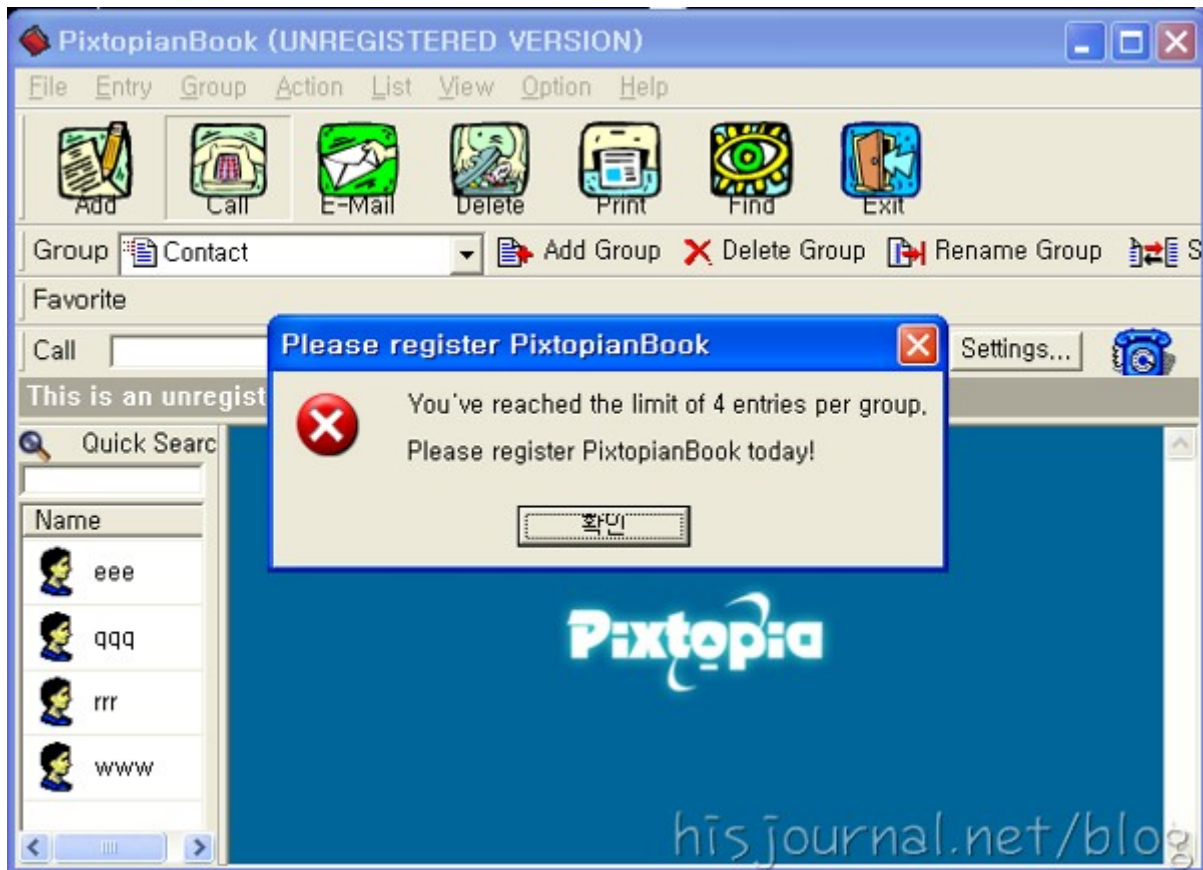 PixtopianBook (UNREGISTERED VERSION)
File Entry Group Action List View Option Help
Add Call E-Mail Delete Print Find Exit
Group Contact Add Group Delete Group Rename Group S
Favorite
Call Settings...
Please register PixtopianBook
You've reached the limit of 4 entries per group,
Please register PixtopianBook today!
확인
This is an unregist
Quick Searc
Name
eee
qqq
rrr
www
Pixtopia
hisjournal.net/blog